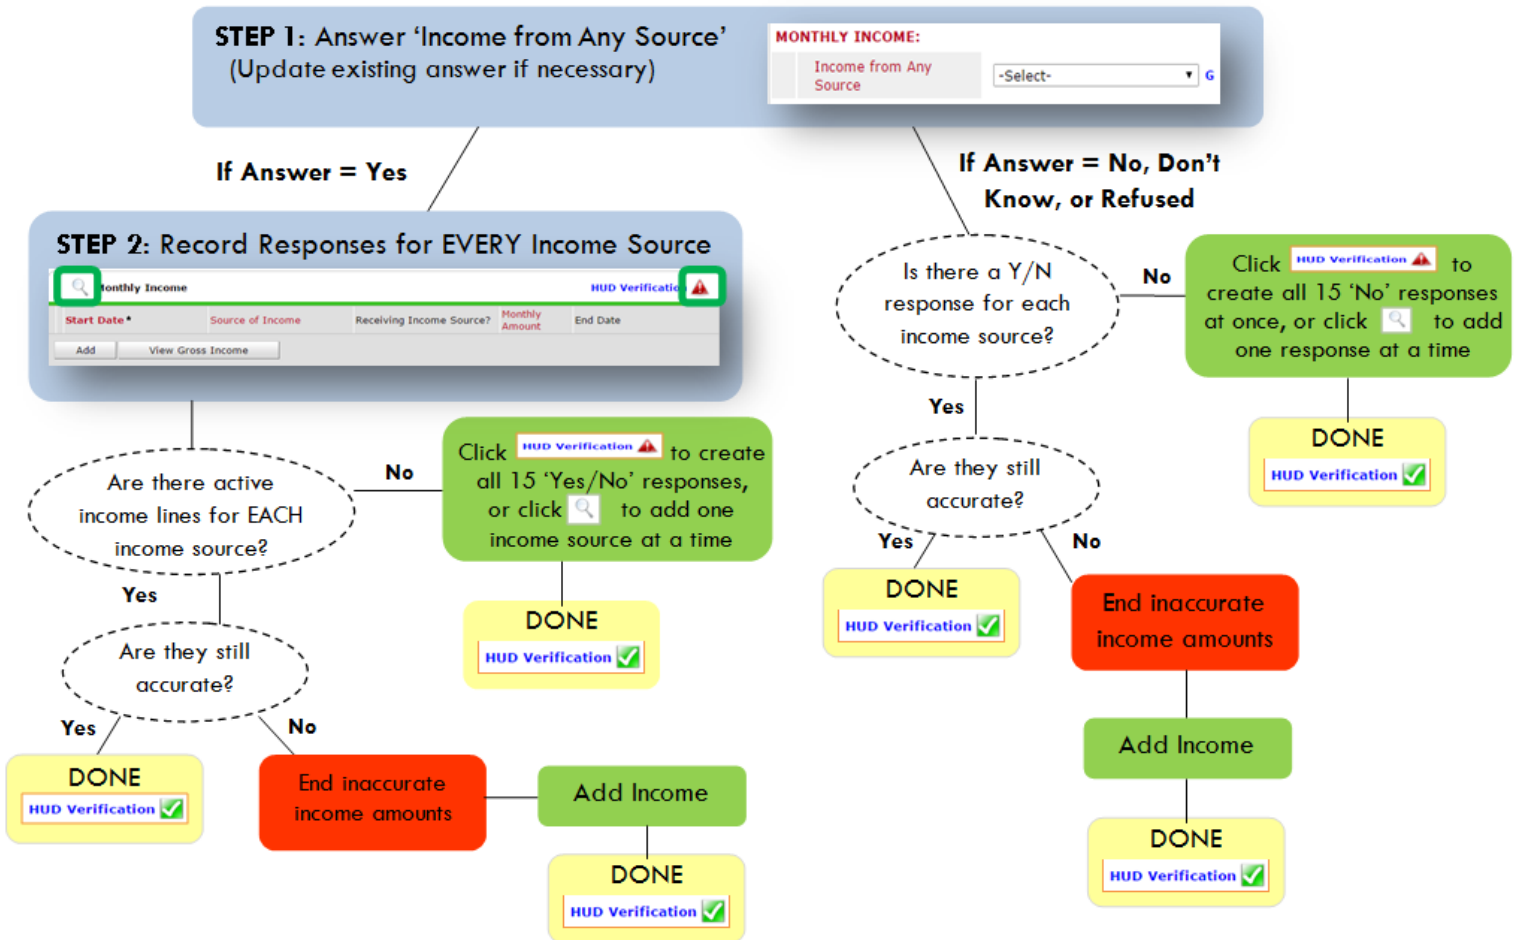 STEP 1: Answer ‘Income from Any Source’
(Update existing answer if necessary)
MONTHLY INCOME:
Income from Any
Source
-Select-
G
If Answer = Yes
If Answer = No, Don’t
Know, or Refused
STEP 2: Record Responses for EVERY Income Source
Monthly Income
HUD Verification
Start Date*
Source of Income
Receiving Income Source?
Monthly
Amount
End Date
Add
View Gross Income
Is there a Y/N
response for each
income source?
No
Click HUD Verification to
create all 15 ‘No’ responses
at once, or click to add
one response at a time
Yes
DONE
HUD Verification
Are there active
income lines for EACH
income source?
No
Click HUD Verification to create
all 15 ‘Yes/No’ responses,
or click to add one
income source at a time
Are they still
accurate?
Yes
No
DONE
HUD Verification
End inaccurate
income amounts
Add Income
DONE
HUD Verification
Yes
DONE
HUD Verification
Are they still
accurate?
Yes
No
DONE
HUD Verification
End inaccurate
income amounts
Add Income
DONE
HUD Verification